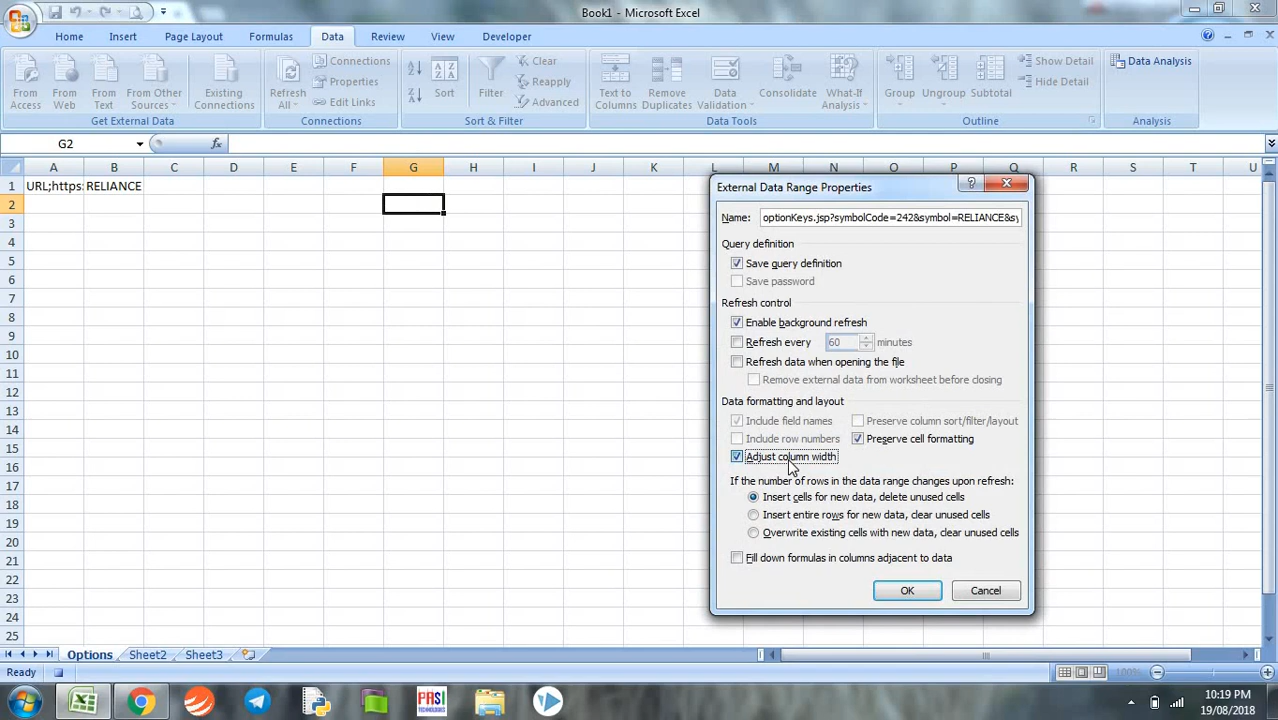 Book1 - Microsoft Excel
Home Insert Page Layout Formulas Data Review View Developer
From Access
From Web
From Text
From Other Sources
Existing Connections
Get External Data
Refresh All
Connections
Properties
Edit Links
Connections
Sort
Filter
Clear
Reapply
Advanced
Sort & Filter
Text to Columns
Remove Duplicates
Data Validation
Consolidate
What-If Analysis
Data Tools
Group
Ungroup
Subtotal
Show Detail
Hide Detail
Outline
Data Analysis
Analysis
G2
fx
A B C D E F G H I J K L M N O P Q R S T U
1 URL;https: RELIANCE
2
3
4
5
6
7
8
9
10
11
12
13
14
15
16
17
18
19
20
21
22
23
24
25
External Data Range Properties
Name: optionKeys.jsp?symbolCode=242&symbol=RELIANCE&sy
Query definition
Save query definition
Save password
Refresh control
Enable background refresh
Refresh every 60 minutes
Refresh data when opening the file
Remove external data from worksheet before closing
Data formatting and layout
Include field names Preserve column sort/filter/layout
Include row numbers Preserve cell formatting
Adjust column width
If the number of rows in the data range changes upon refresh:
Insert cells for new data, delete unused cells
Insert entire rows for new data, clear unused cells
Overwrite existing cells with new data, clear unused cells
Fill down formulas in columns adjacent to data
OK Cancel
Options Sheet2 Sheet3
Ready 100%
PASI
TECHNOLOGIES
10:19 PM
19/08/2018